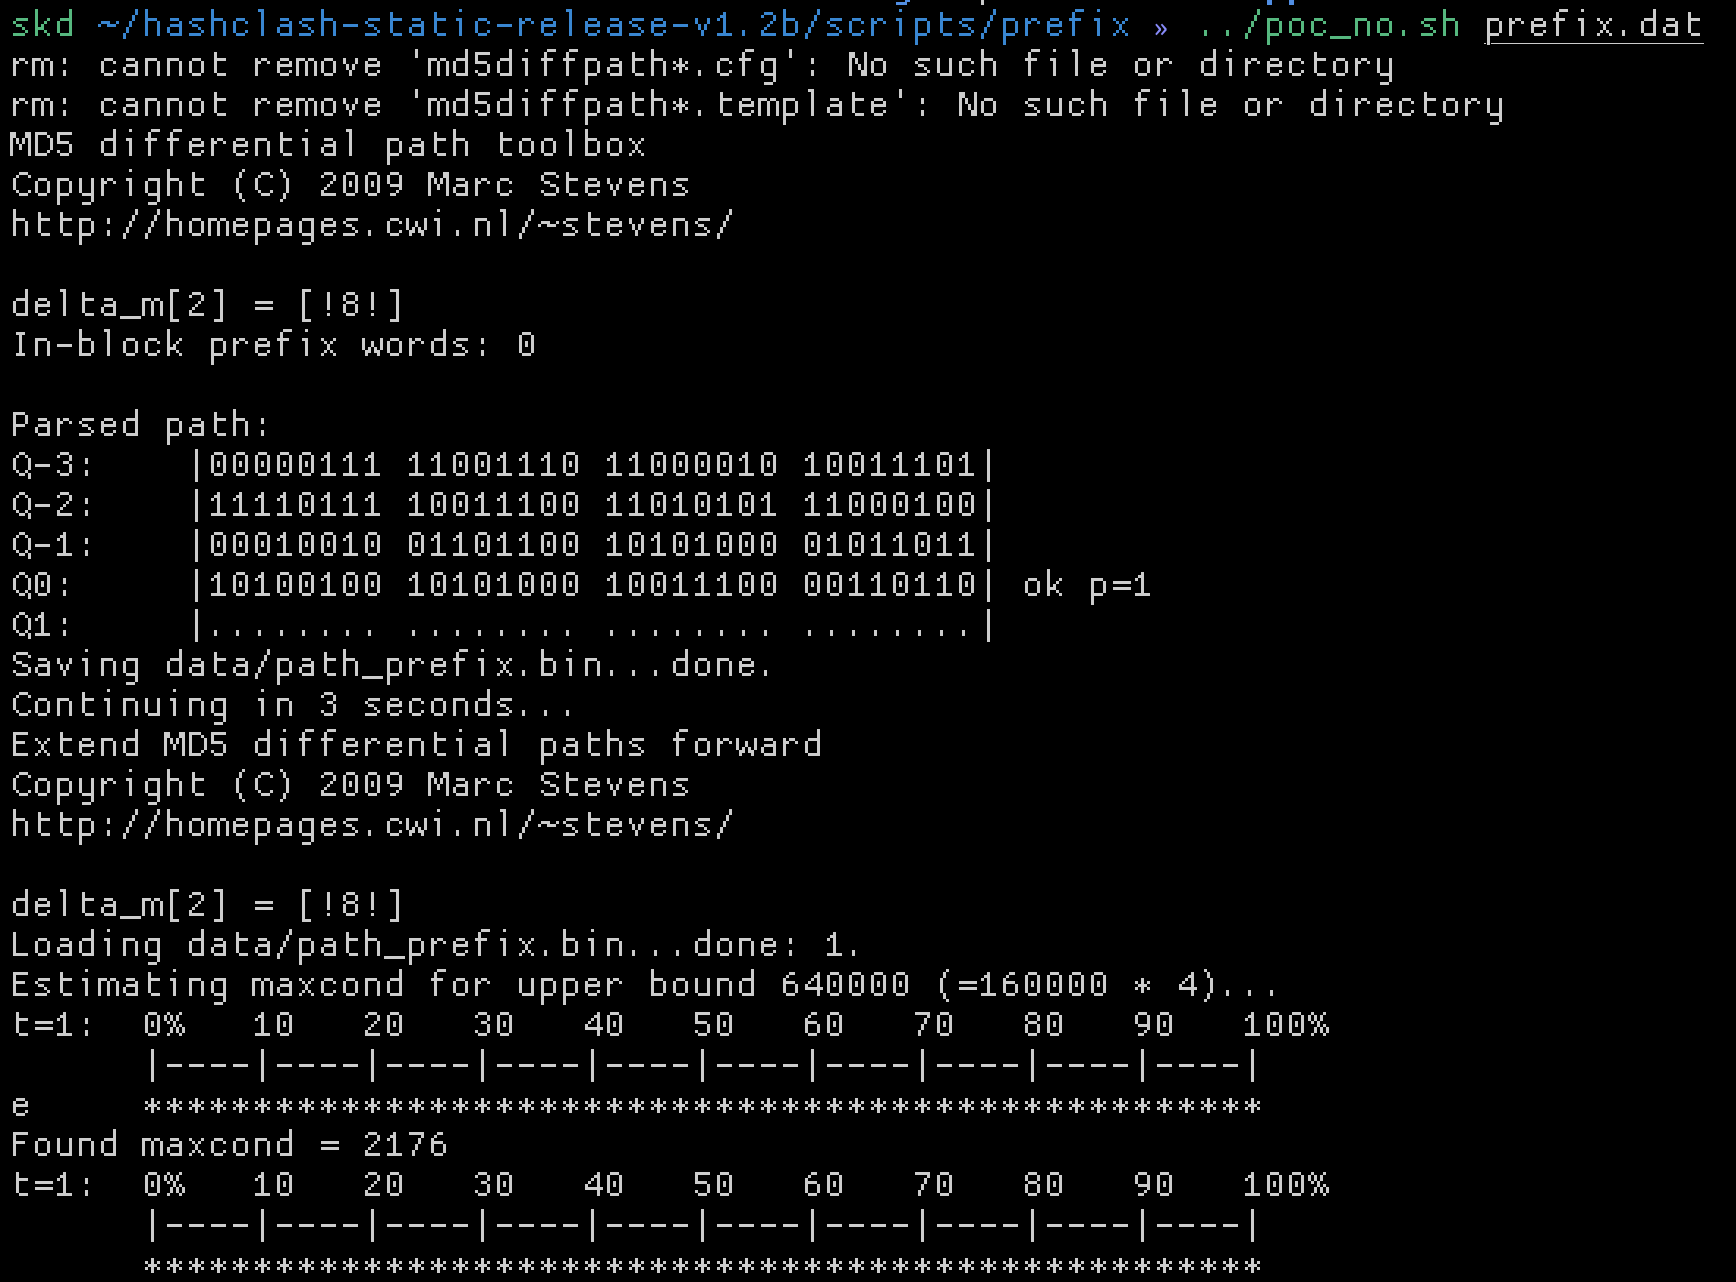 skd ~/hashclash-static-release-v1.2b/scripts/prefix » ../poc_no.sh prefix.dat
rm: cannot remove 'md5diffpath*.cfg': No such file or directory
rm: cannot remove 'md5diffpath*.template': No such file or directory
MD5 differential path toolbox
Copyright (C) 2009 Marc Stevens
http://homepages.cwi.nl/~stevens/

delta_m[2] = [!8!]
In-block prefix words: 0

Parsed path:
Q-3:    |00000111 11001110 11000010 10011101|
Q-2:    |11110111 10011100 11010101 11000100|
Q-1:    |00010010 01101100 10101000 01011011|
Q0:     |10100100 10101000 10011100 00110110| ok p=1
Q1:     |........ ........ ........ ........|
Saving data/path_prefix.bin...done.
Continuing in 3 seconds...
Extend MD5 differential paths forward
Copyright (C) 2009 Marc Stevens
http://homepages.cwi.nl/~stevens/

delta_m[2] = [!8!]
Loading data/path_prefix.bin...done: 1.
Estimating maxcond for upper bound 640000 (=160000 * 4)...
t=1:  0%   10   20   30   40   50   60   70   80   90   100%
      |----|----|----|----|----|----|----|----|----|----|
e     ***************************************************
Found maxcond = 2176
t=1:  0%   10   20   30   40   50   60   70   80   90   100%
      |----|----|----|----|----|----|----|----|----|----|
      ***************************************************